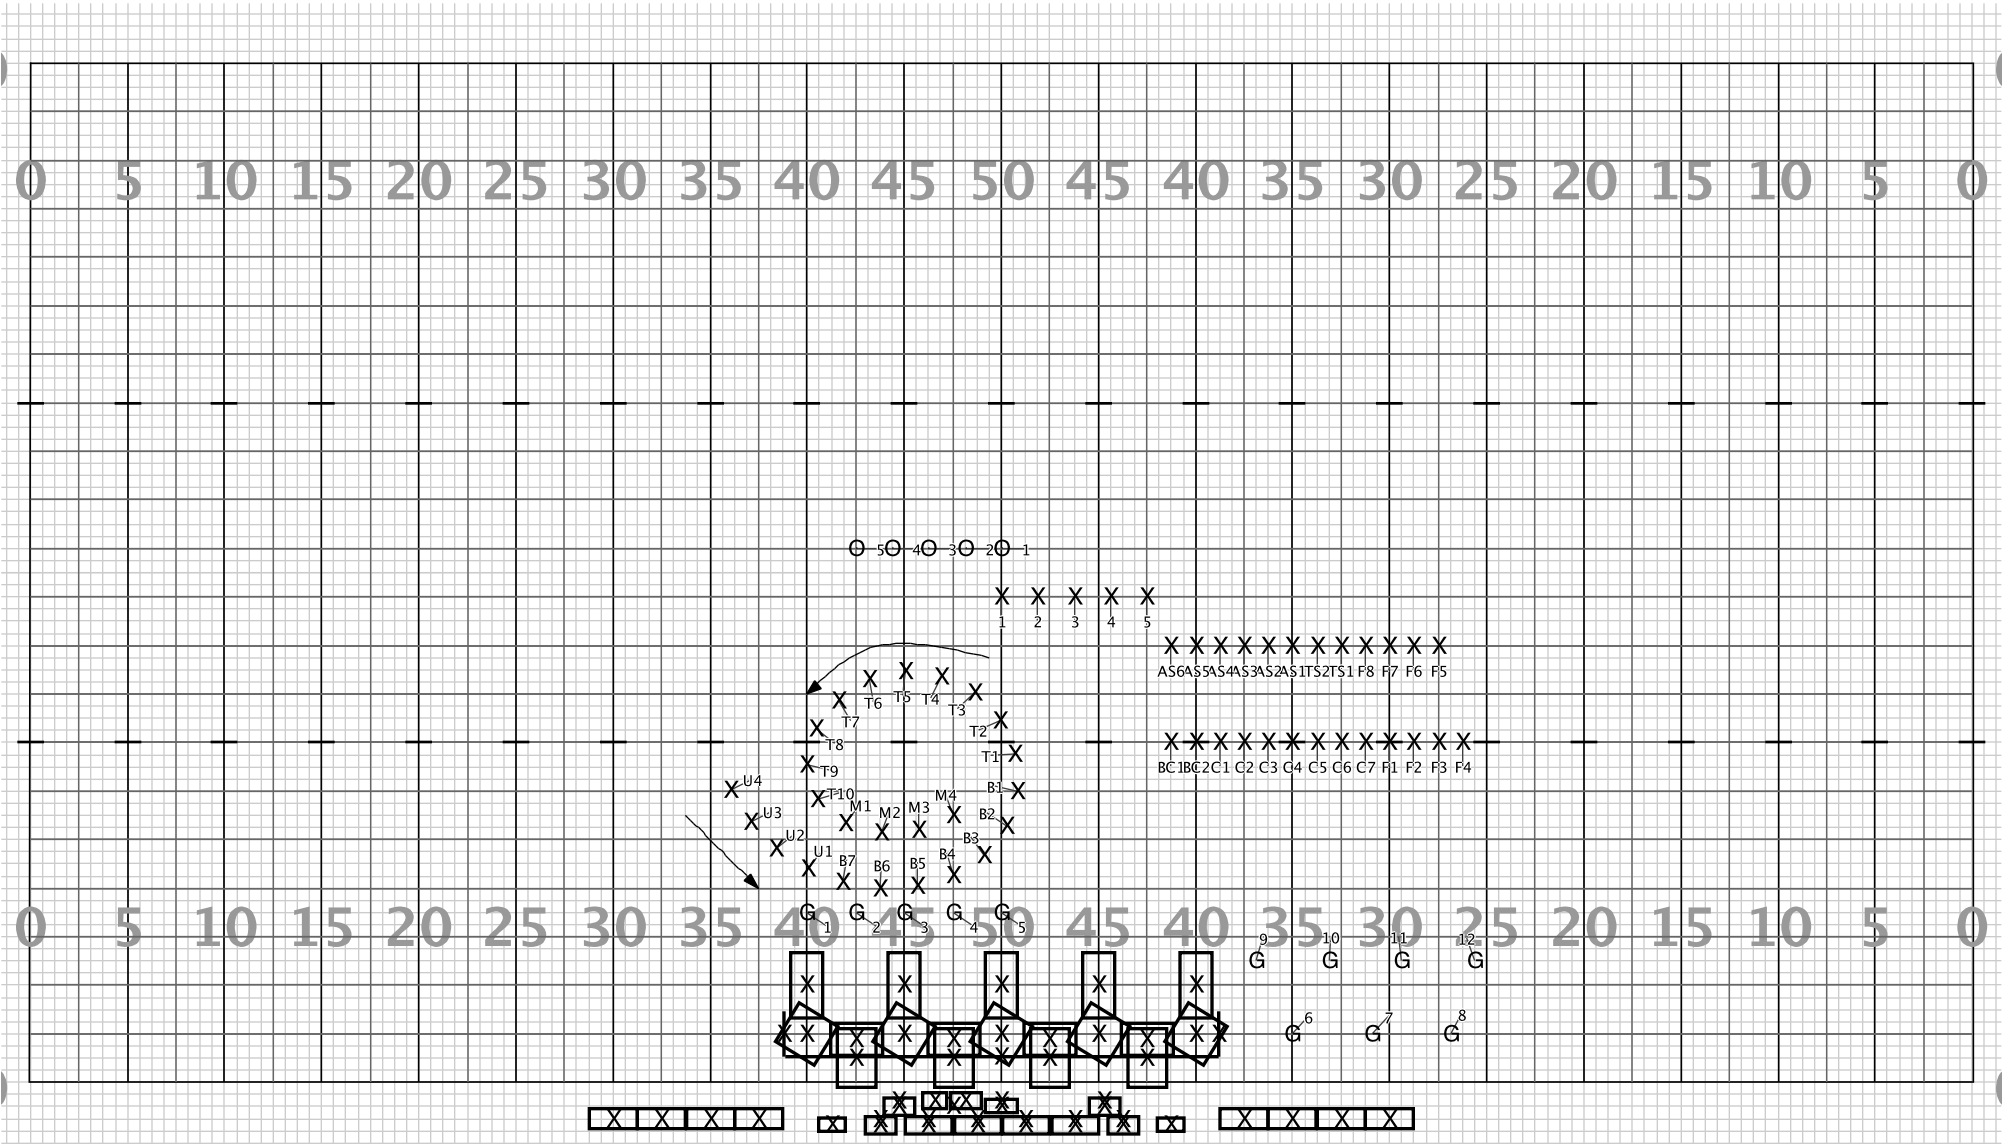 0 5 10 15 20 25 30 35 40 45 50 45 40 35 30 25 20 15 10 5 0
O 5 O 4 O 3 O 2 O 1
X X X X X
1 2 3 4 5
X X X X X X X X X X X X
AS6 AS5 AS4 AS3 AS2 AS1 TS2 TS1 F8 F7 F6 F5
X X X X X
T6 T5 T4 T3
X T7
X T8
X T2
X X X X X X X X X X X X X
BC1 BC2 C1 C2 C3 C4 C5 C6 C7 F1 F2 F3 F4
X T9 T1 X
X U4 X T10 B1 X
X U3 M1 X M2 X M3 X M4 X B2 X
X U2 B3 X
X U1 B7 X B6 X B5 X B4 X
G G G G G
1 2 3 4 5
0 5 10 15 20 25 30 35 40 45 50 45 40 35 30 25 20 15 10 5 0
9 10 11 12
G G G G
X X X X X
6 7 8
G G G
X X X X X X X
X X X X
X X X X X
X X X X X
X X X X X X X X X X X X X X X X